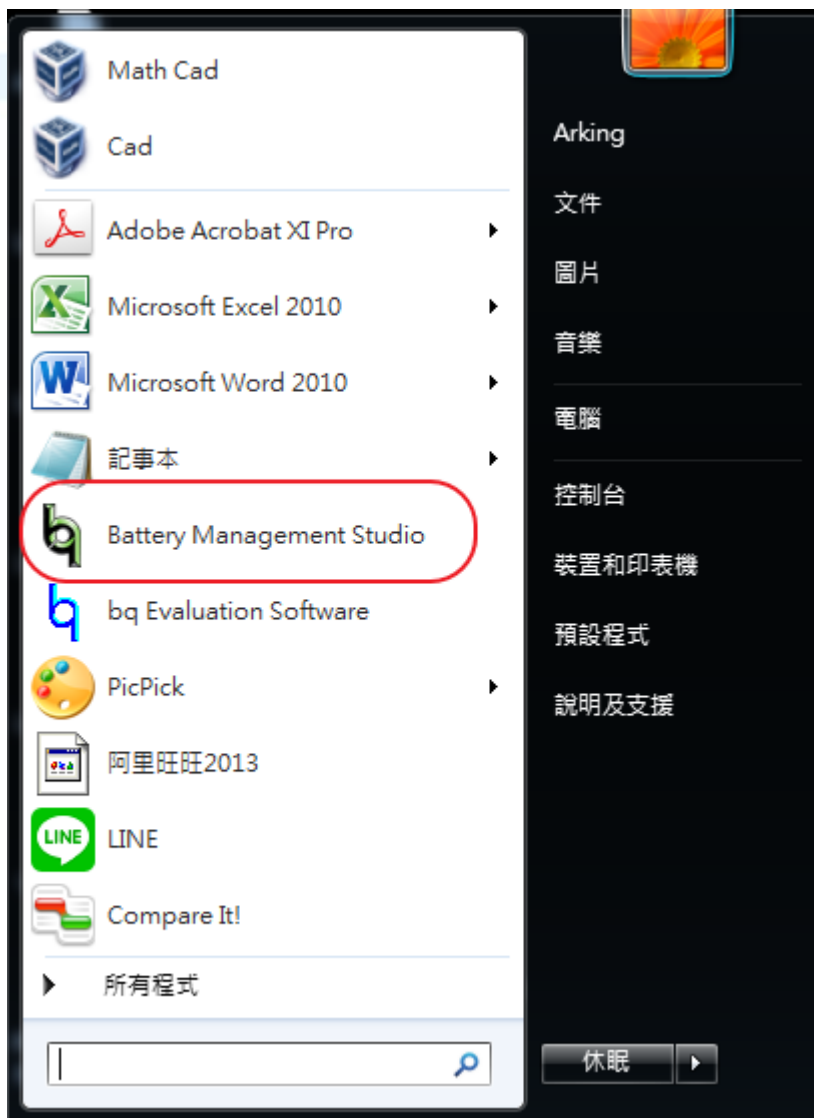 Math Cad
Cad
Adobe Acrobat XI Pro
Microsoft Excel 2010
Microsoft Word 2010
記事本
Battery Management Studio
bq Evaluation Software
PicPick
阿里旺旺2013
LINE
LINE
Compare It!
所有程式
Arking
文件
圖片
音樂
電腦
控制台
裝置和印表機
預設程式
說明及支援
休眠